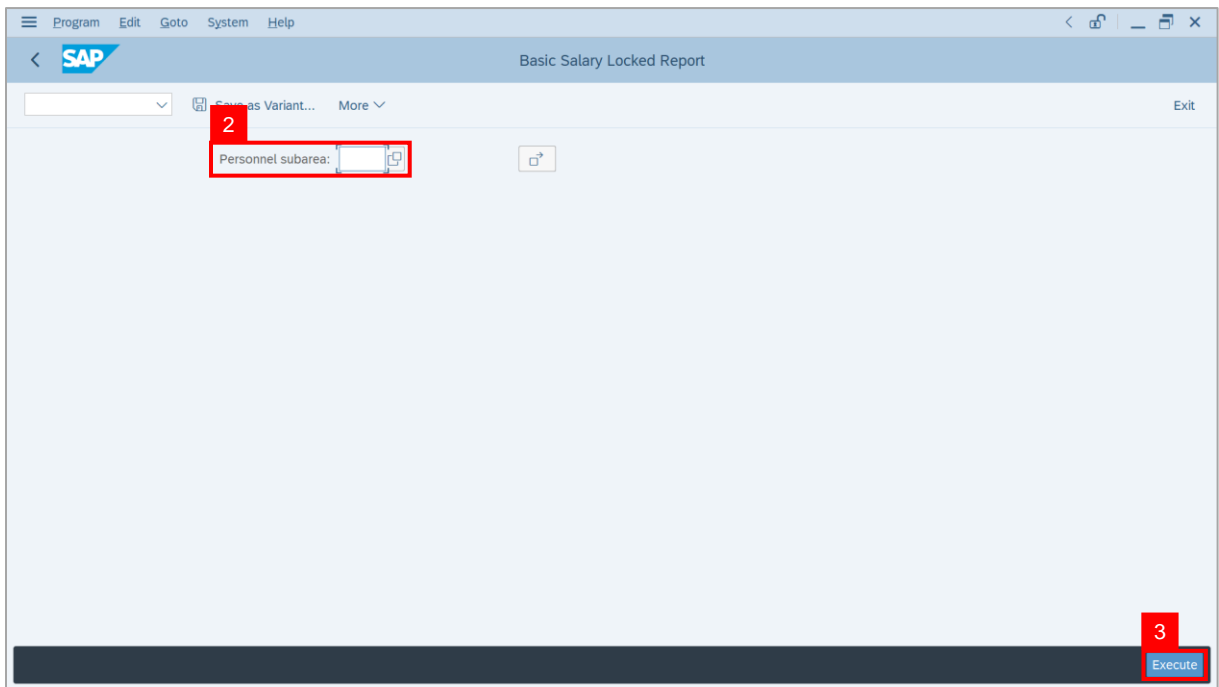 Program Edit Goto System Help
SAP
Basic Salary Locked Report
Save as Variant... More Exit
2
Personnel subarea:
3
Execute